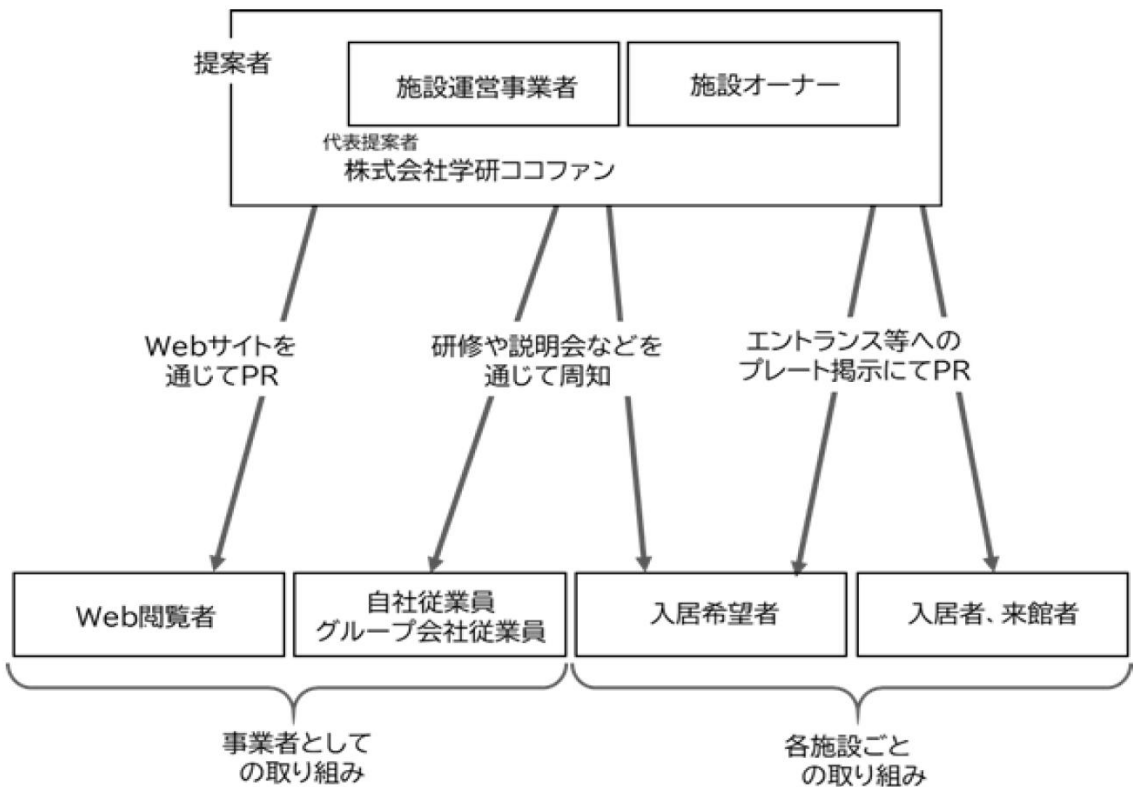 提案者
施設運営事業者
施設オーナー
代表提案者
株式会社学研ココファン
Webサイトを
通じてPR
研修や説明会などを
通じて周知
エントランス等への
プレート掲示にてPR
Web閲覧者
自社従業員
グループ会社従業員
入居希望者
入居者、来館者
事業者として
の取り組み
各施設ごと
の取り組み